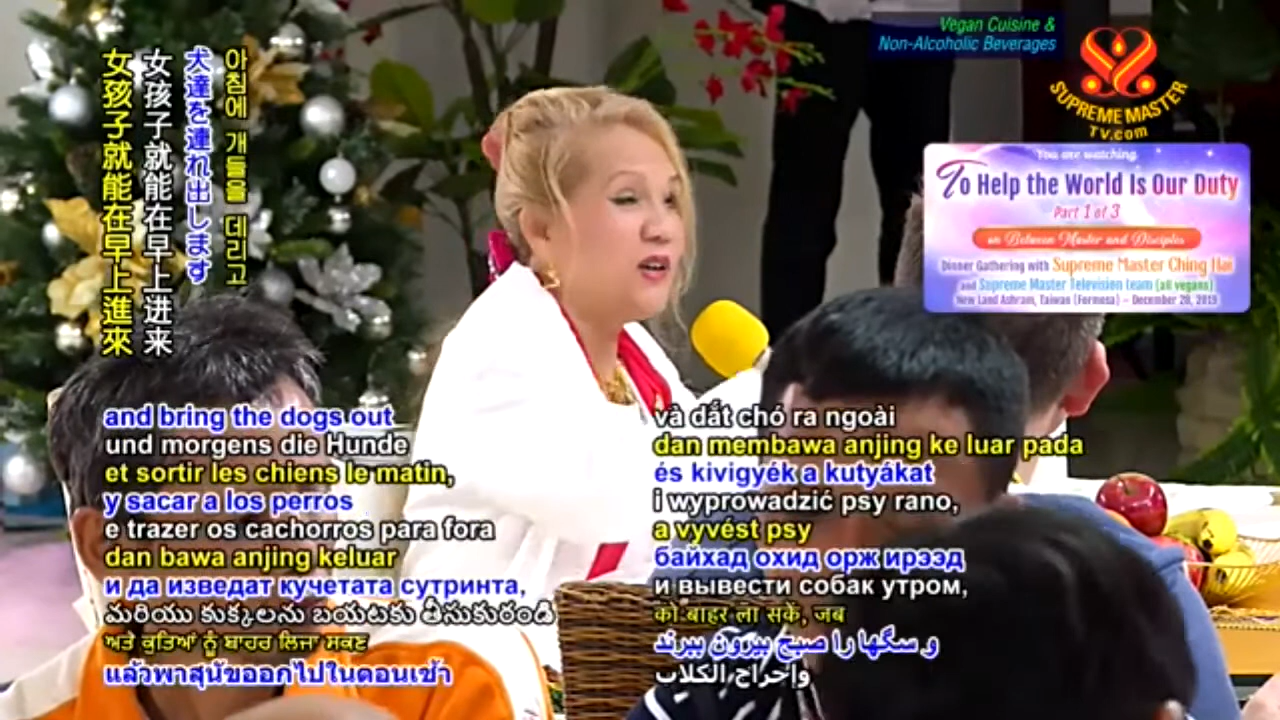 Vegan Cuisine &
Non-Alcoholic Beverages
SUPREME MASTER
TV.com
You are watching
To Help the World Is Our Duty
Part 1 of 3
on Between Master and Disciples
Dinner Gathering with Supreme Master Ching Hai
and Supreme Master Television team (all vegans)
New Land Ashram, Taiwan (Formosa) – December 28, 2019
아침에 개들을 데리고
犬達を連れ出します
女孩子就能在早上进来
女孩子就能在早上進來
and bring the dogs out
und morgens die Hunde
et sortir les chiens le matin,
y sacar a los perros
e trazer os cachorros para fora
dan bawa anjing keluar
и да изведат кучетата сутринта,
మరియు కుక్కలను బయటకు తీసుకురండి
ਅਤੇ ਕੁਤਿਆਂ ਨੂੰ ਬਾਹਰ ਲਿਜਾ ਸਕਣ
แล้วพาสุนัขออกไปในตอนเช้า
và dắt chó ra ngoài
dan membawa anjing ke luar pada
és kivigyék a kutyákat
i wyprowadzić psy rano,
a vyvést psy
байхад охид орж ирээд
и вывести собак утром,
को बाहर ला सकें, जब
و سگها را صبح بیرون ببرند
وإخراج الكلاب